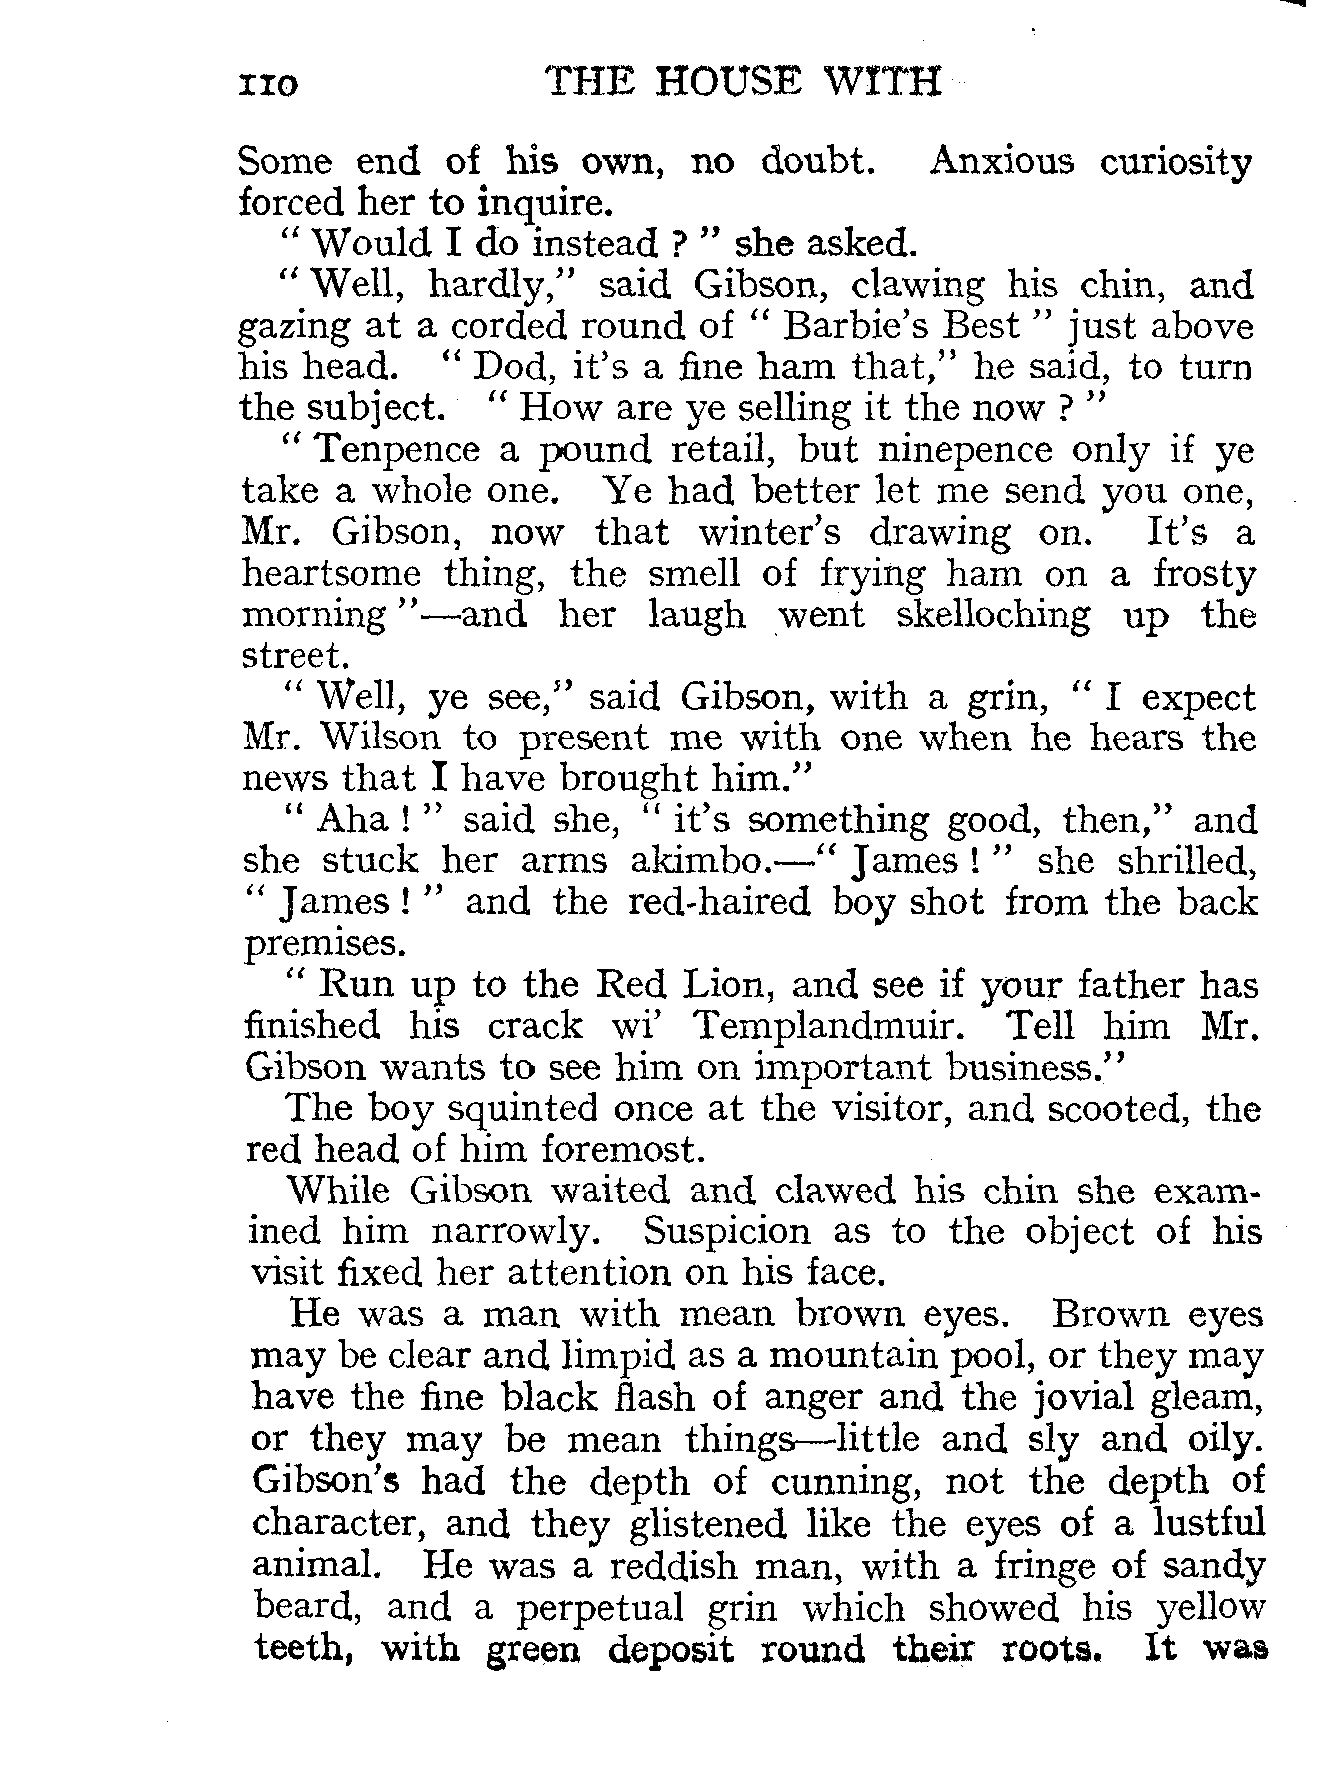 110 THE HOUSE WITH
Some end of his own, no doubt. Anxious curiosity
forced her to inquire.
“ Would I do instead ? ” she asked.
“ Well, hardly,” said Gibson, clawing his chin, and
gazing at a corded round of “ Barbie’s Best ” just above
his head. “ Dod, it’s a fine ham that,” he said, to turn
the subject. “ How are ye selling it the now ? ”
“ Tenpence a pound retail, but ninepence only if ye
take a whole one. Ye had better let me send you one,
Mr. Gibson, now that winter’s drawing on. It’s a
heartsome thing, the smell of frying ham on a frosty
morning ”—and her laugh went skelloching up the
street.
“ Well, ye see,” said Gibson, with a grin, “ I expect
Mr. Wilson to present me with one when he hears the
news that I have brought him.”
“ Aha ! ” said she, “ it’s something good, then,” and
she stuck her arms akimbo.—“ James ! ” she shrilled,
“ James ! ” and the red-haired boy shot from the back
premises.
“ Run up to the Red Lion, and see if your father has
finished his crack wi’ Templandmuir. Tell him Mr.
Gibson wants to see him on important business.”
The boy squinted once at the visitor, and scooted, the
red head of him foremost.
While Gibson waited and clawed his chin she exam-
ined him narrowly. Suspicion as to the object of his
visit fixed her attention on his face.
He was a man with mean brown eyes. Brown eyes
may be clear and limpid as a mountain pool, or they may
have the fine black flash of anger and the jovial gleam,
or they may be mean things—little and sly and oily.
Gibson’s had the depth of cunning, not the depth of
character, and they glistened like the eyes of a lustful
animal. He was a reddish man, with a fringe of sandy
beard, and a perpetual grin which showed his yellow
teeth, with green deposit round their roots. It was